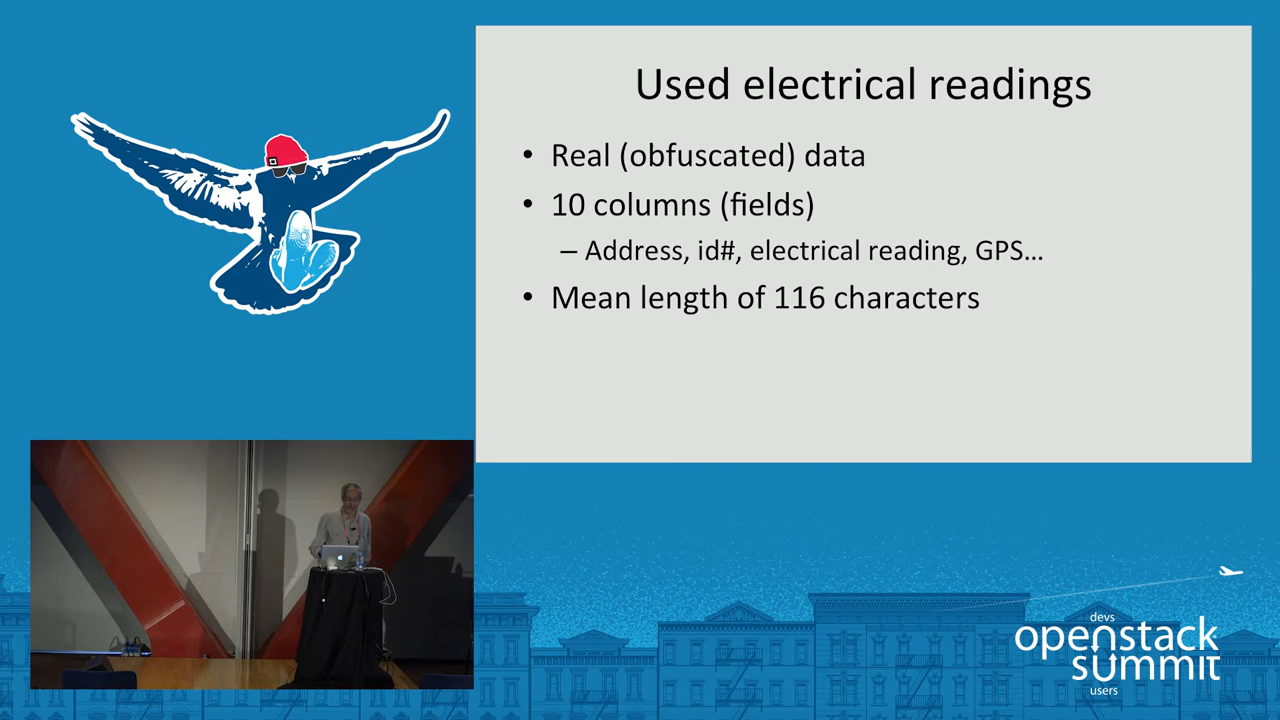 Used electrical readings
• Real (obfuscated) data
• 10 columns (fields)
– Address, id#, electrical reading, GPS...
• Mean length of 116 characters
devs
openstack
summit
users